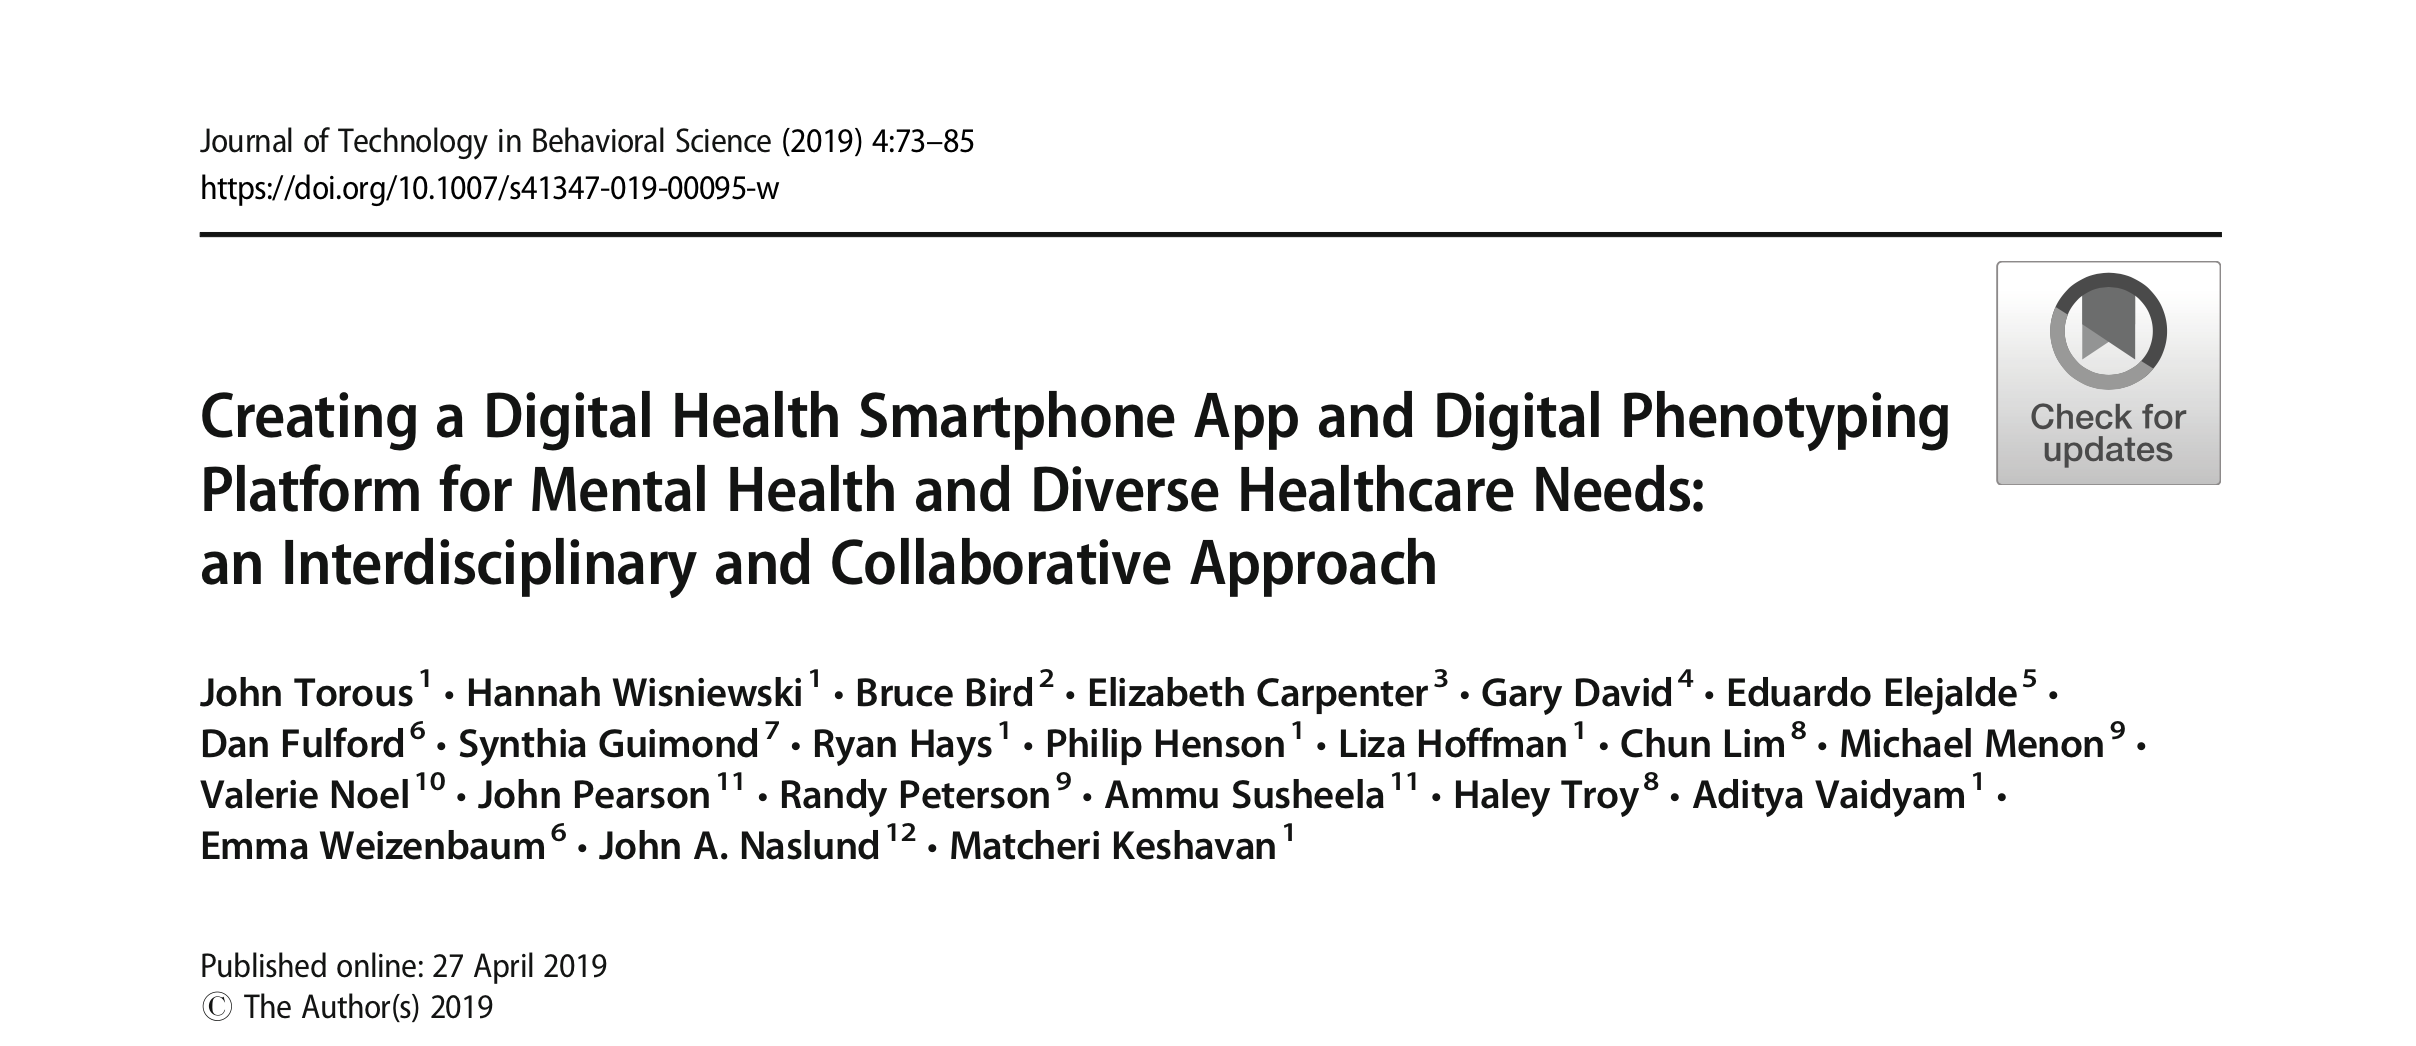 Journal of Technology in Behavioral Science (2019) 4:73–85
https://doi.org/10.1007/s41347-019-00095-w
Check for
updates
Creating a Digital Health Smartphone App and Digital Phenotyping
Platform for Mental Health and Diverse Healthcare Needs:
an Interdisciplinary and Collaborative Approach
John Torous 1 • Hannah Wisniewski 1 • Bruce Bird 2 • Elizabeth Carpenter 3 • Gary David 4 • Eduardo Elejalde 5 •
Dan Fulford 6 • Synthia Guimond 7 • Ryan Hays 1 • Philip Henson 1 • Liza Hoffman 1 • Chun Lim 8 • Michael Menon 9 •
Valerie Noel 10 • John Pearson 11 • Randy Peterson 9 • Ammu Susheela 11 • Haley Troy 8 • Aditya Vaidyam 1 •
Emma Weizenbaum 6 • John A. Naslund 12 • Matcheri Keshavan 1
Published online: 27 April 2019
© The Author(s) 2019